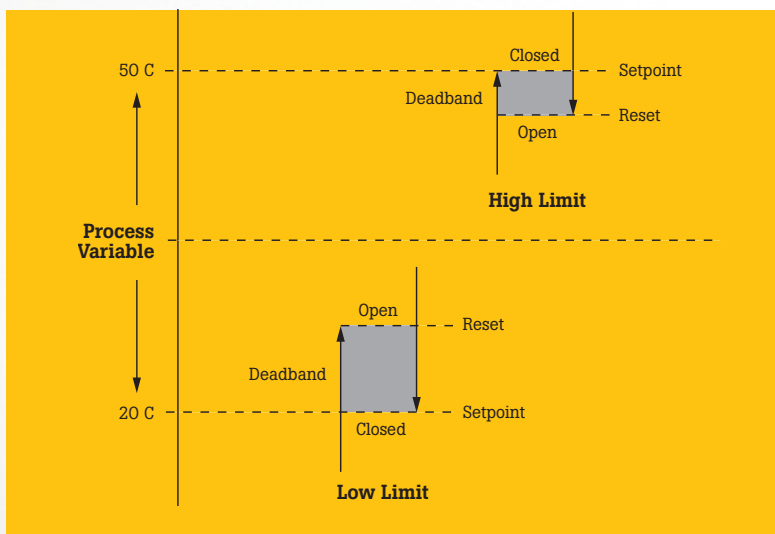 Closed
50 C
Setpoint
Deadband
Reset
Open
High Limit
Process
Variable
Open
Reset
Deadband
20 C
Setpoint
Closed
Low Limit